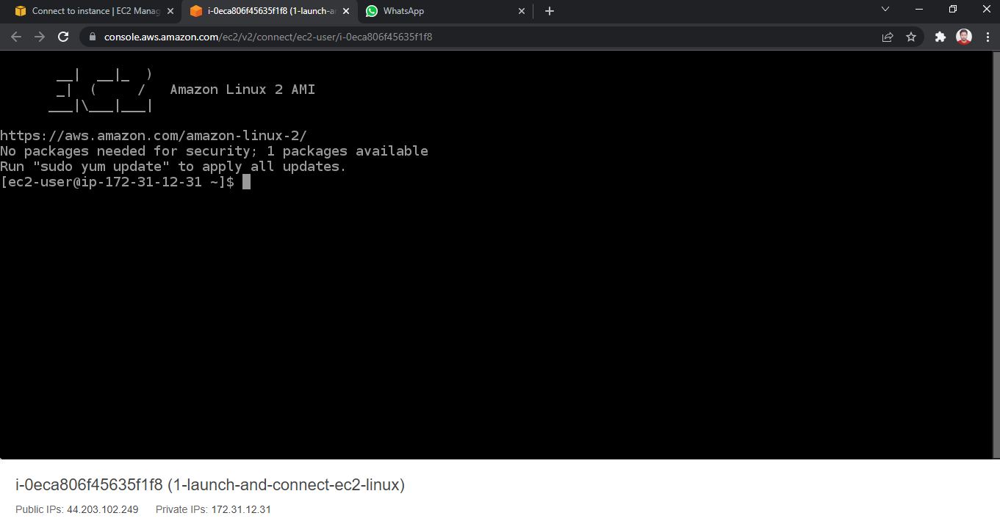 Connect to instance | EC2 Manag
i-0eca806f45635f1f8 (1-launch-an
WhatsApp
console.aws.amazon.com/ec2/v2/connect/ec2-user/i-0eca806f45635f1f8
       __|  __|_  )
       _|  (     /   Amazon Linux 2 AMI
      ___|\___|___|
https://aws.amazon.com/amazon-linux-2/
No packages needed for security; 1 packages available
Run "sudo yum update" to apply all updates.
[ec2-user@ip-172-31-12-31 ~]$
i-0eca806f45635f1f8 (1-launch-and-connect-ec2-linux)
Public IPs: 44.203.102.249 Private IPs: 172.31.12.31